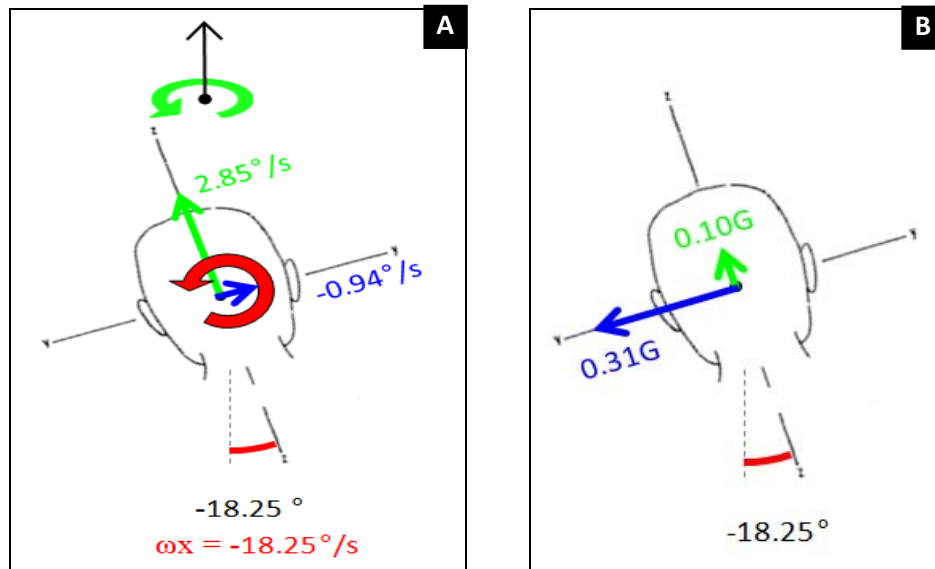 A
z
2.85°/s
y
-0.94°/s
y
z
-18.25 °
ωx = -18.25°/s
B
z
0.10G
y
0.31G
y
z
-18.25°